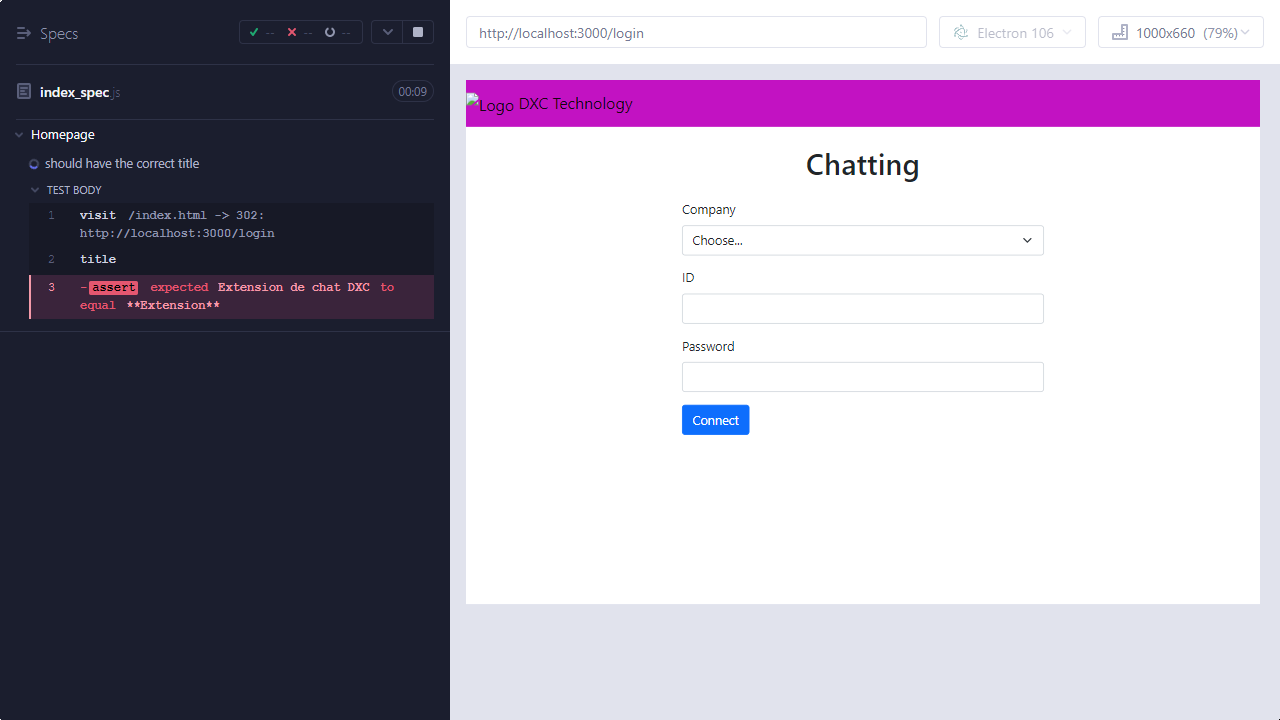 Specs
-- -- --
index_spec.js
00:09
Homepage
should have the correct title
TEST BODY
1 visit /index.html -> 302:
http://localhost:3000/login
2 title
3 -assert expected Extension de chat DXC to
equal **Extension**
http://localhost:3000/login
Electron 106
1000x660 (79%)
Logo DXC Technology
Chatting
Company
Choose...
ID
Password
Connect